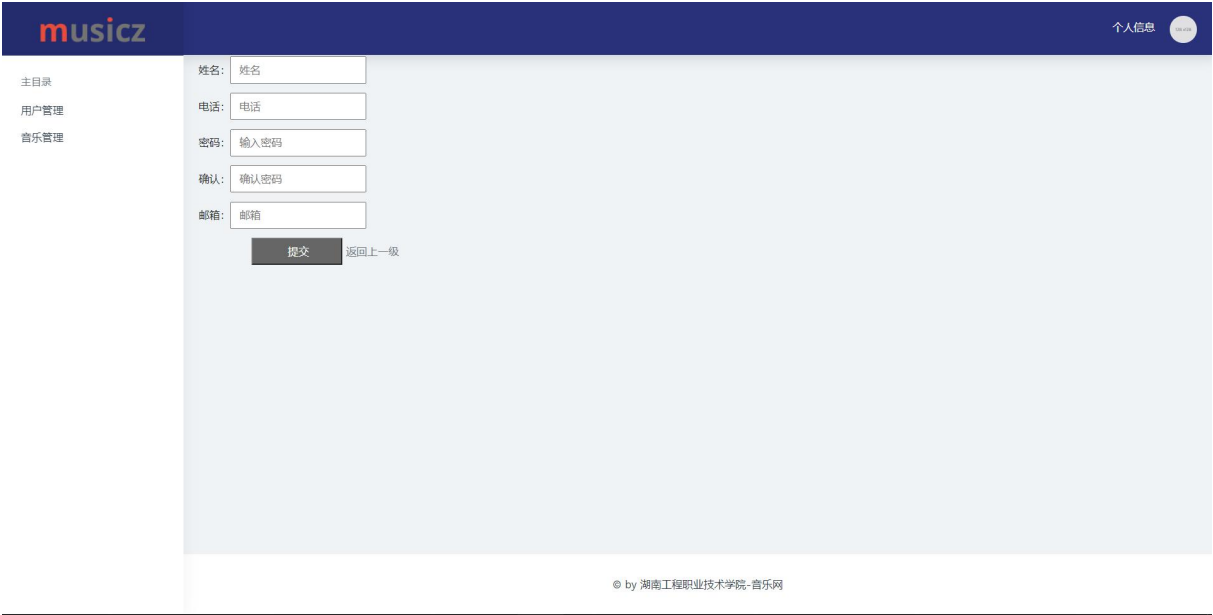 musicz
个人信息
主目录
用户管理
音乐管理
姓名： 姓名
电话： 电话
密码： 输入密码
确认： 确认密码
邮箱： 邮箱
提交 返回上一级
© by 湖南工程职业技术学院-音乐网